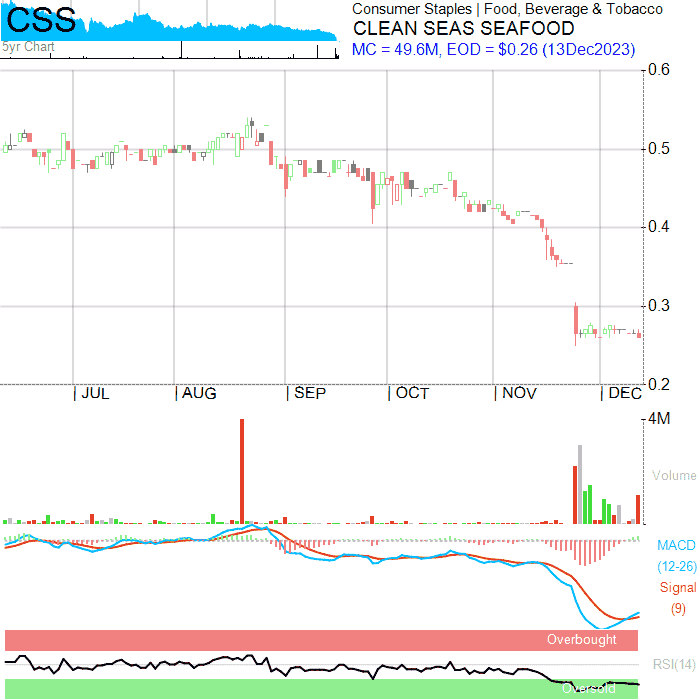 CSS
5yr Chart
Consumer Staples | Food, Beverage & Tobacco
CLEAN SEAS SEAFOOD
MC = 49.6M, EOD = $0.26 (13Dec2023)
0.6
0.5
0.4
0.3
0.2
| JUL | AUG | SEP | OCT | NOV | DEC
4M
Volume
MACD
(12-26)
Signal
(9)
Overbought
RSI(14)
Oversold